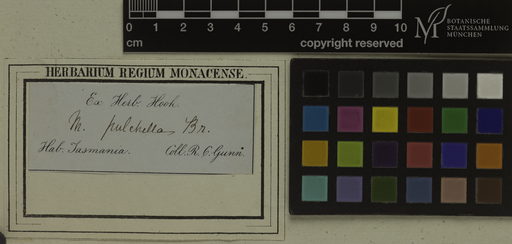 0 1 2 3 4 5 6 7 8 9 10
cm copyright reserved
BOTANISCHE
STAATSSAMMLUNG
MÜNCHEN
HERBARIUM REGIUM MONACENSE.
Ex Herb. Hook.
M. pulchella Br.
Hab. Tasmania. Coll. R. C. Gunn.